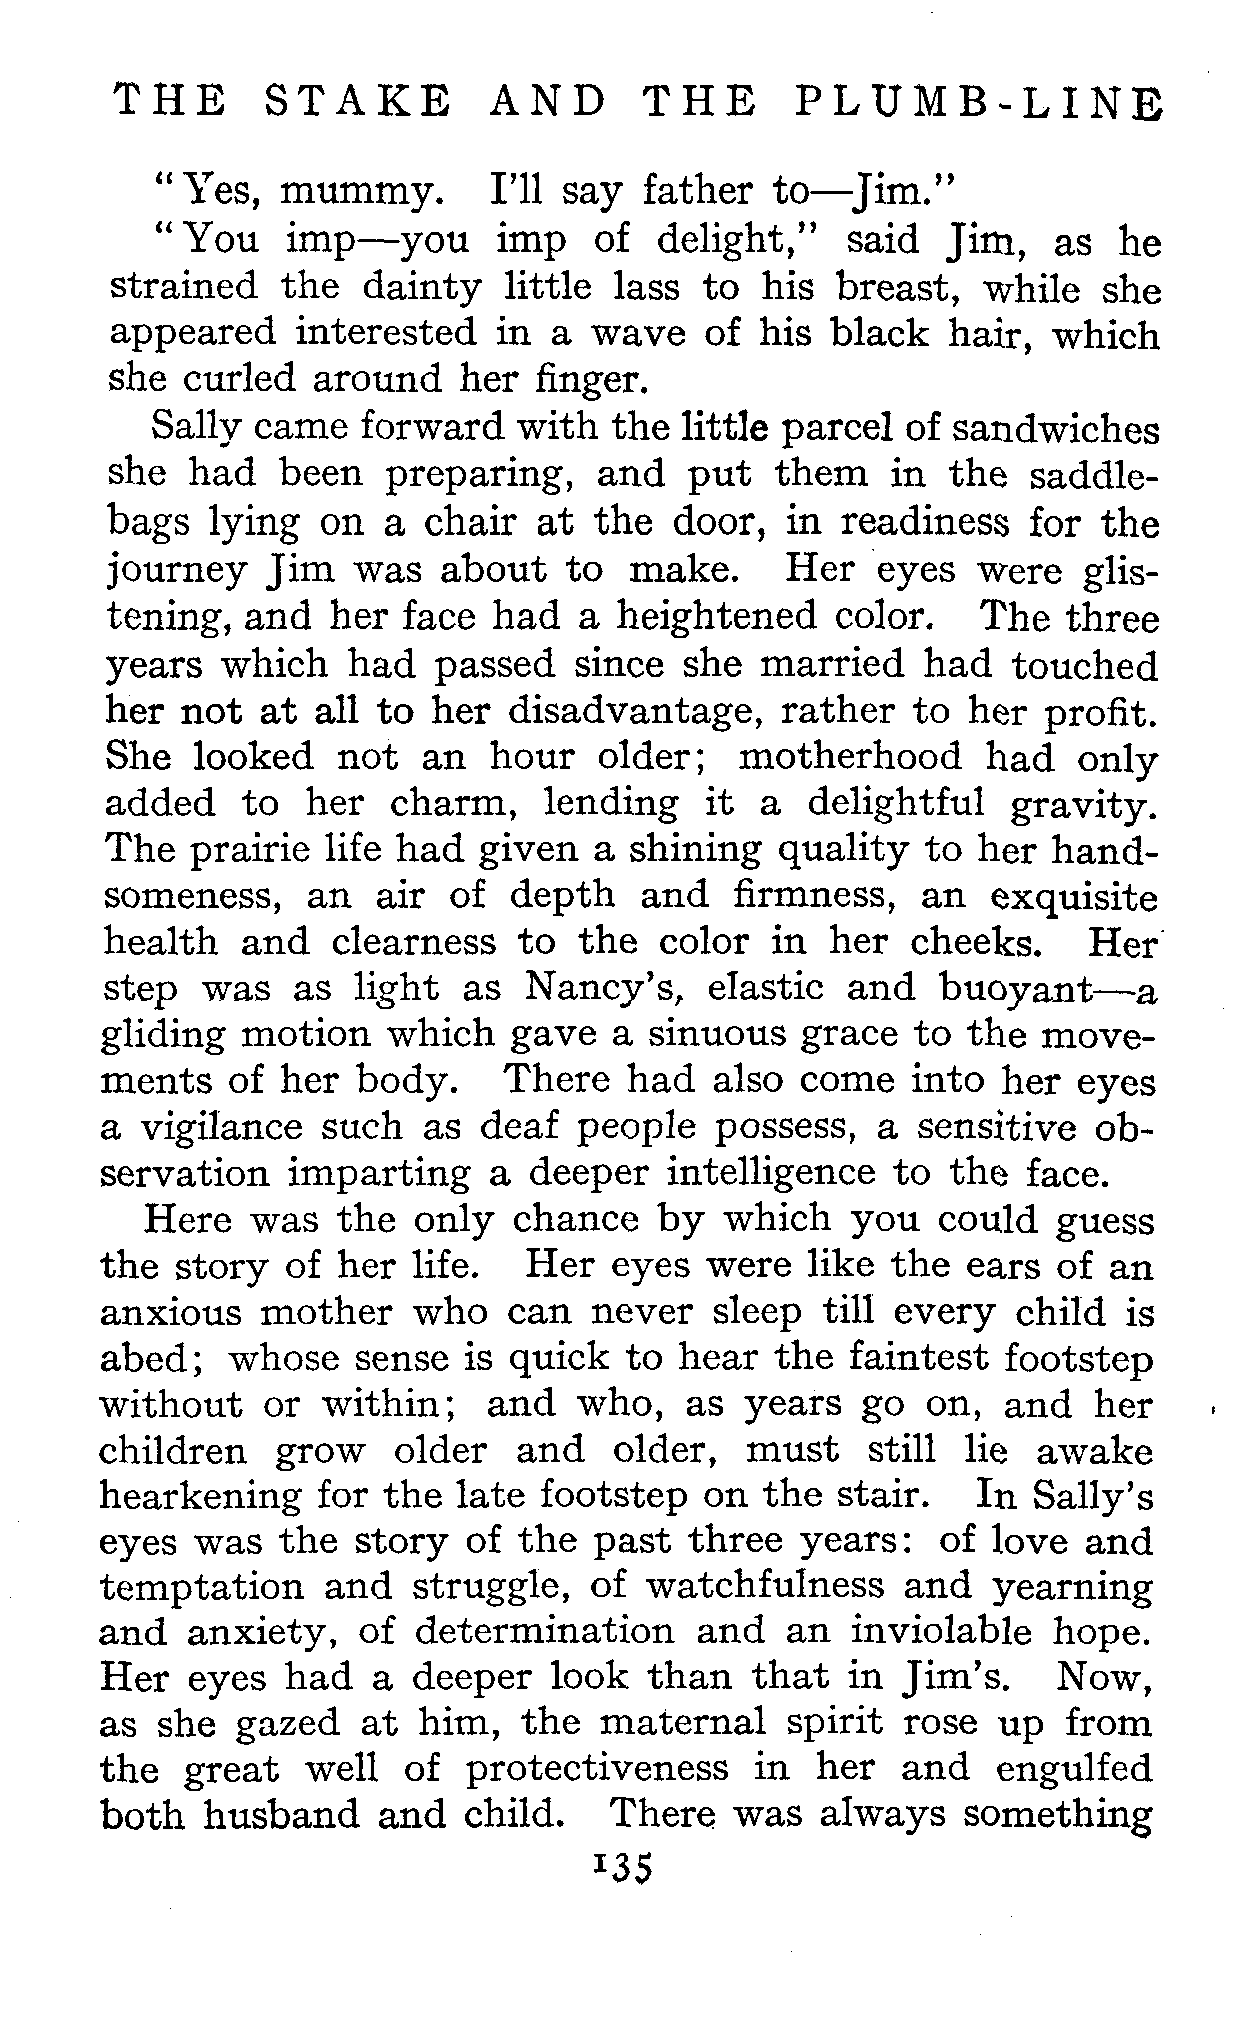 THE STAKE AND THE PLUMB-LINE
"Yes, mummy. I'll say father to—Jim."
"You imp—you imp of delight," said Jim, as he
strained the dainty little lass to his breast, while she
appeared interested in a wave of his black hair, which
she curled around her finger.
Sally came forward with the little parcel of sandwiches
she had been preparing, and put them in the saddle-
bags lying on a chair at the door, in readiness for the
journey Jim was about to make. Her eyes were glis-
tening, and her face had a heightened color. The three
years which had passed since she married had touched
her not at all to her disadvantage, rather to her profit.
She looked not an hour older; motherhood had only
added to her charm, lending it a delightful gravity.
The prairie life had given a shining quality to her hand-
someness, an air of depth and firmness, an exquisite
health and clearness to the color in her cheeks. Her
step was as light as Nancy's, elastic and buoyant—a
gliding motion which gave a sinuous grace to the move-
ments of her body. There had also come into her eyes
a vigilance such as deaf people possess, a sensitive ob-
servation imparting a deeper intelligence to the face.
Here was the only chance by which you could guess
the story of her life. Her eyes were like the ears of an
anxious mother who can never sleep till every child is
abed; whose sense is quick to hear the faintest footstep
without or within; and who, as years go on, and her
children grow older and older, must still lie awake
hearkening for the late footstep on the stair. In Sally's
eyes was the story of the past three years: of love and
temptation and struggle, of watchfulness and yearning
and anxiety, of determination and an inviolable hope.
Her eyes had a deeper look than that in Jim's. Now,
as she gazed at him, the maternal spirit rose up from
the great well of protectiveness in her and engulfed
both husband and child. There was always something
135